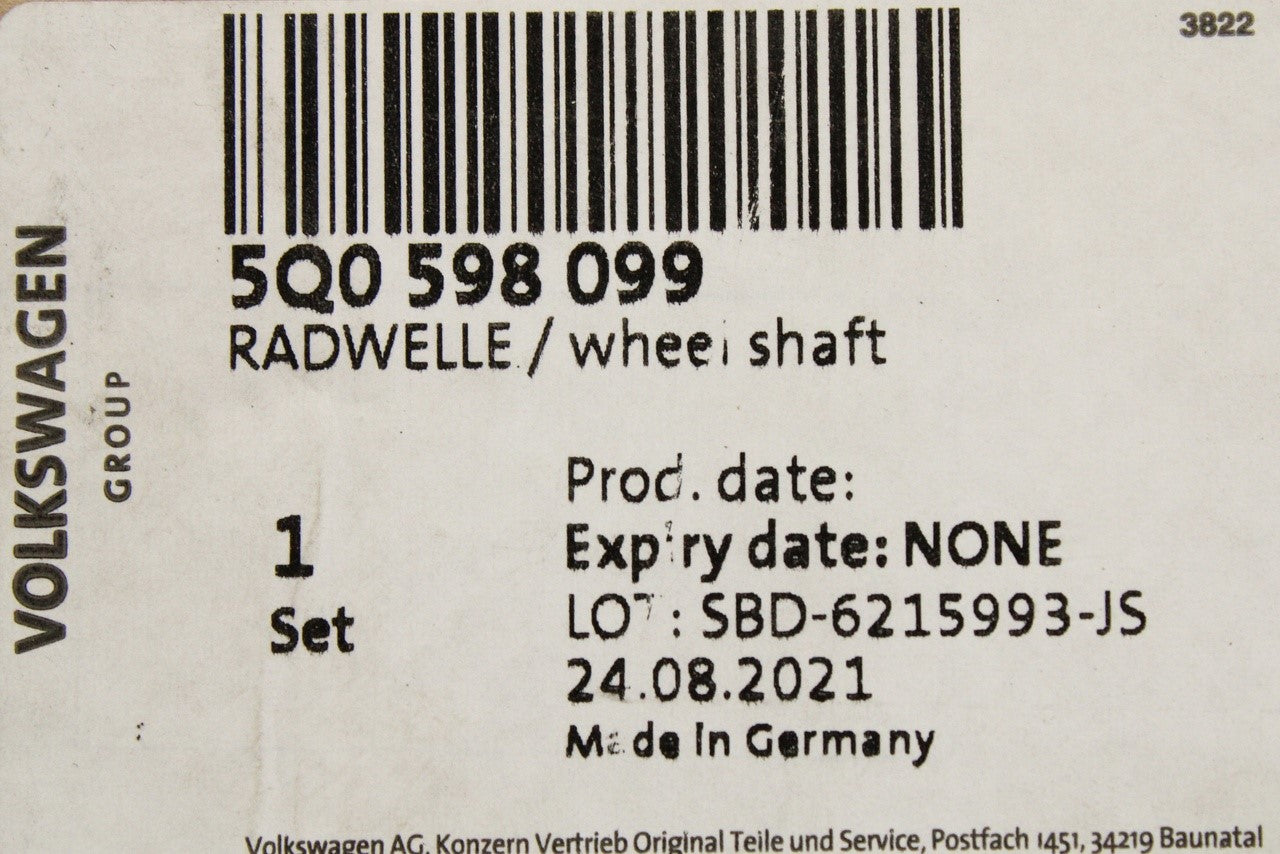 3822
5Q0 598 099
RADWELLE / wheel shaft
VOLKSWAGEN
GROUP
Prod. date:
1
Expiry date: NONE
Set
LOT : SBD-6215993-JS
24.08.2021
Made in Germany
Volkswagen AG, Konzern Vertrieb Original Teile und Service, Postfach 1451, 34219 Baunatal